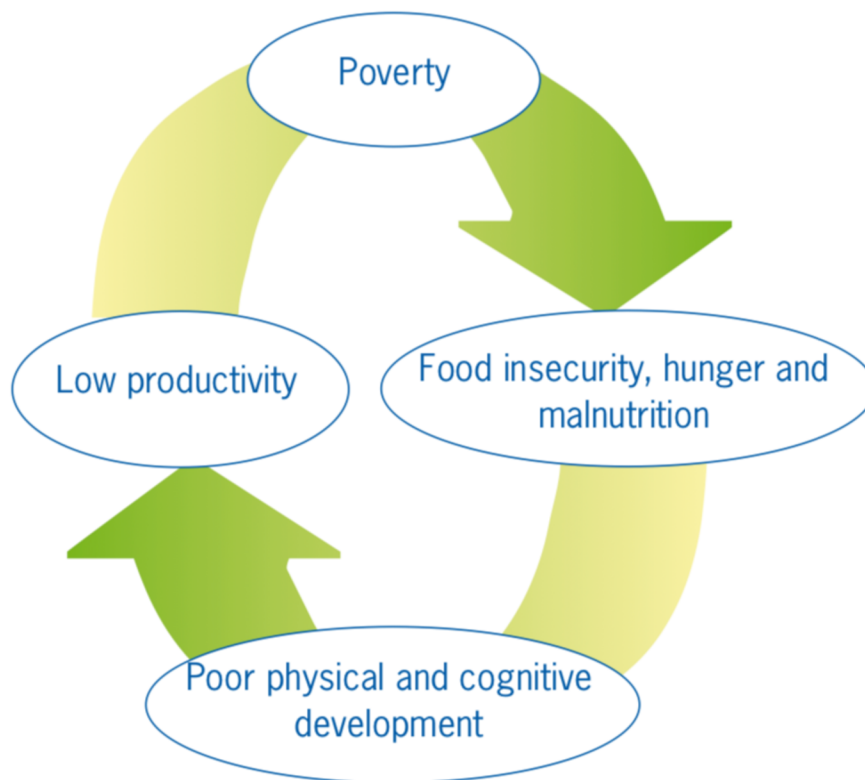 Poverty
Low productivity
Food insecurity, hunger and
malnutrition
Poor physical and cognitive
development